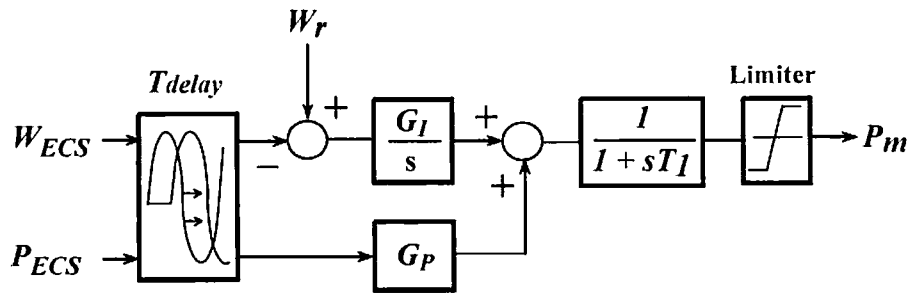 W_r
T_delay
Limiter
W_ECS
+
−
G_I
s
+
+
1
1 + sT_1
P_m
P_ECS
G_P